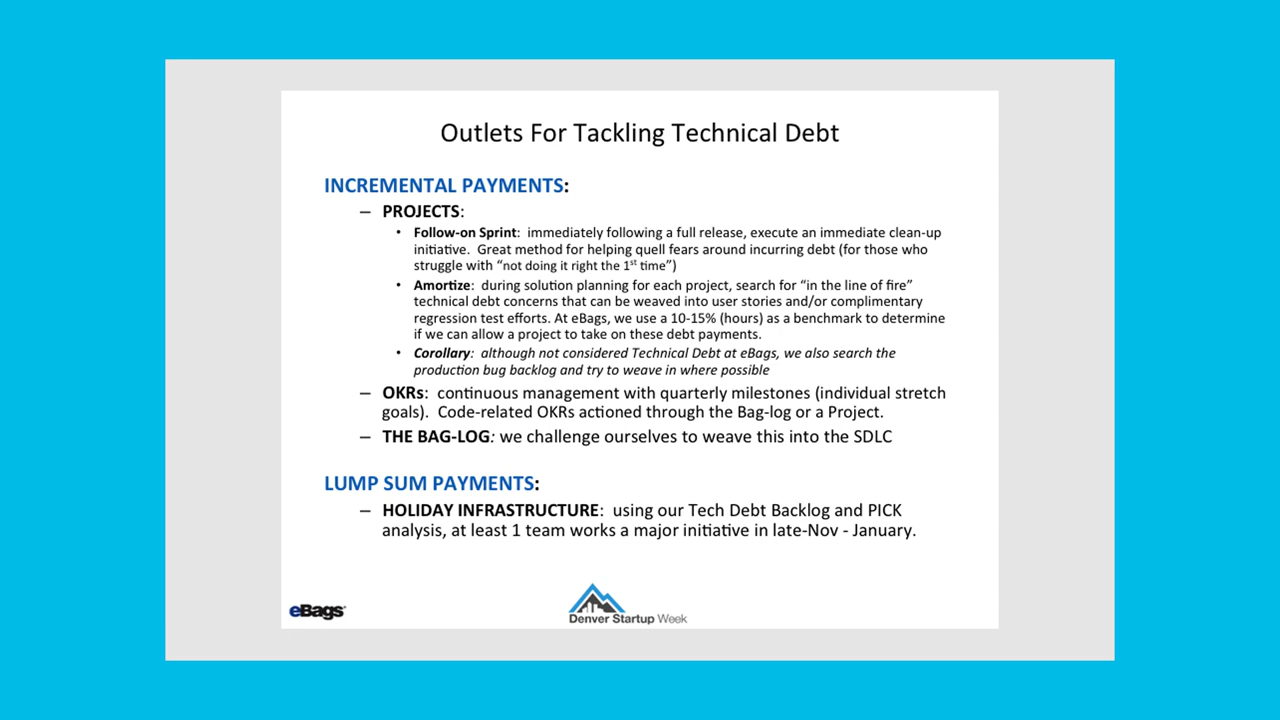 Outlets For Tackling Technical Debt
INCREMENTAL PAYMENTS:
– PROJECTS:
• Follow-on Sprint: immediately following a full release, execute an immediate clean-up
initiative. Great method for helping quell fears around incurring debt (for those who
struggle with “not doing it right the 1st time”)
• Amortize: during solution planning for each project, search for “in the line of fire”
technical debt concerns that can be weaved into user stories and/or complimentary
regression test efforts. At eBags, we use a 10-15% (hours) as a benchmark to determine
if we can allow a project to take on these debt payments.
• Corollary: although not considered Technical Debt at eBags, we also search the
production bug backlog and try to weave in where possible
– OKRs: continuous management with quarterly milestones (individual stretch
goals). Code-related OKRs actioned through the Bag-log or a Project.
– THE BAG-LOG: we challenge ourselves to weave this into the SDLC
LUMP SUM PAYMENTS:
– HOLIDAY INFRASTRUCTURE: using our Tech Debt Backlog and PICK
analysis, at least 1 team works a major initiative in late-Nov - January.
eBags
Denver Startup Week